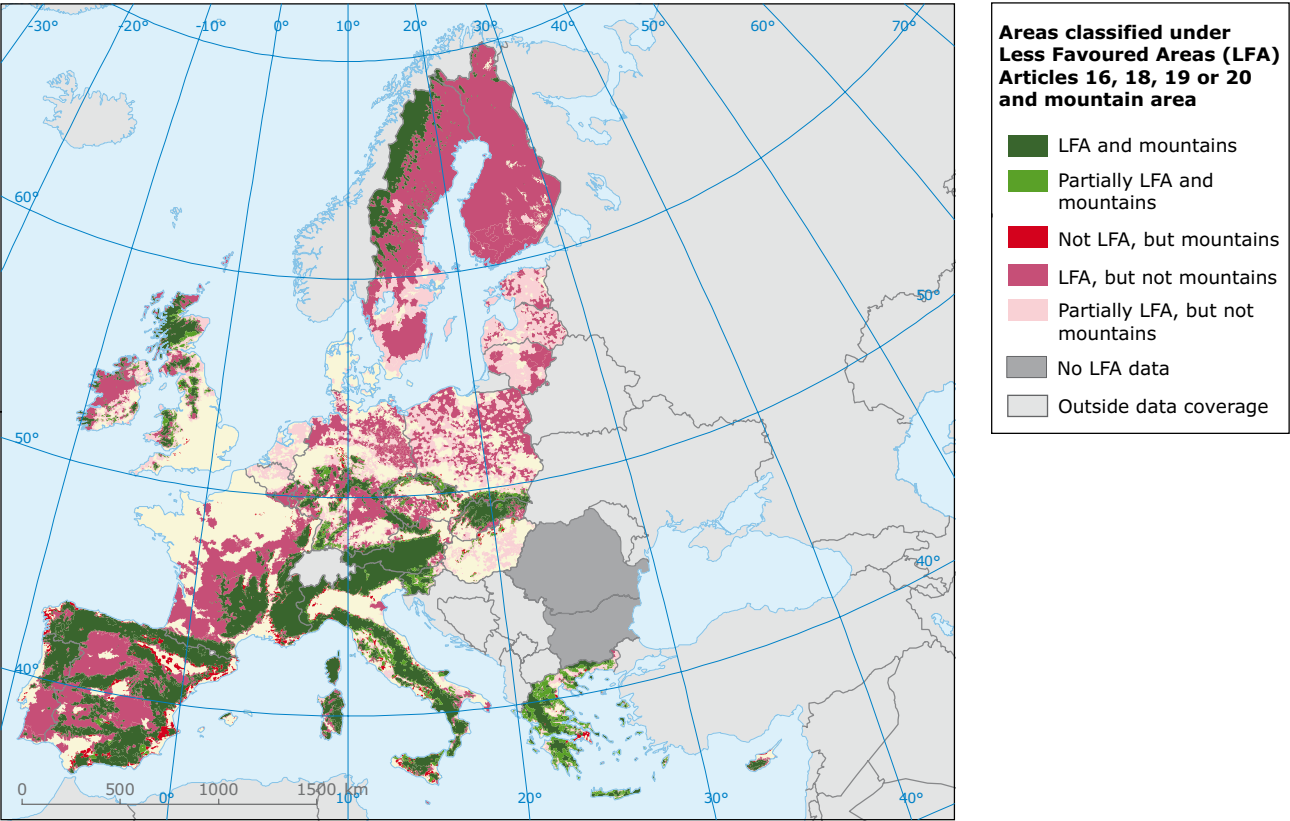 -30°
-20°
-10°
0°
10°
20°
30°
40°
50°
60°
70°
60°
50°
50°
40°
40°
0
500
1000
1500 km
0°
10°
20°
30°
40°
Areas classified under
Less Favoured Areas (LFA)
Articles 16, 18, 19 or 20
and mountain area
LFA and mountains
Partially LFA and
mountains
Not LFA, but mountains
LFA, but not mountains
Partially LFA, but not
mountains
No LFA data
Outside data coverage